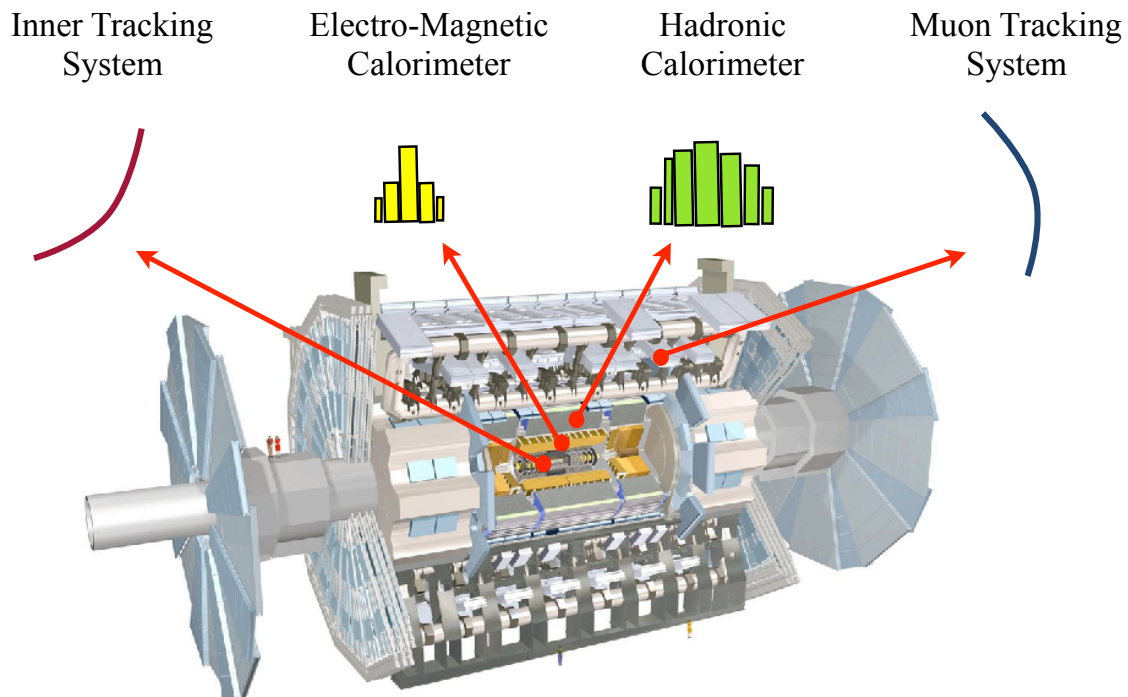 Inner Tracking
System
Electro-Magnetic
Calorimeter
Hadronic
Calorimeter
Muon Tracking
System